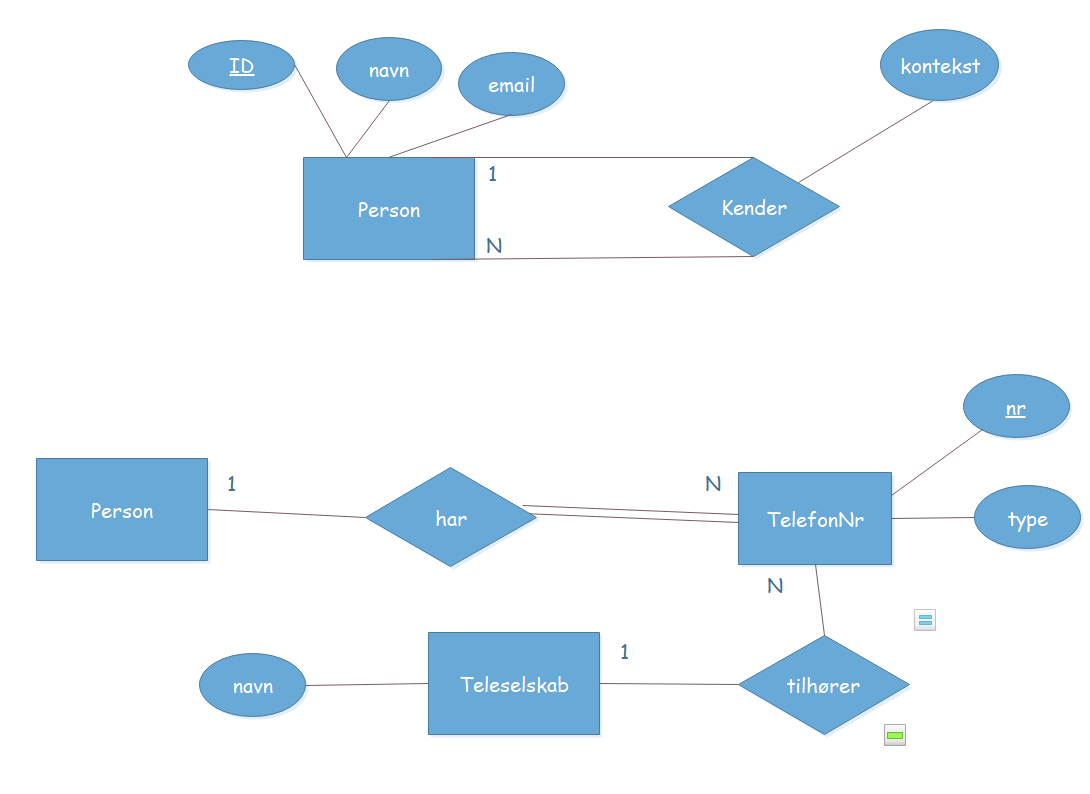 ID
navn
email
kontekst
Person
1
N
Kender
Person
1
har
N
TelefonNr
nr
type
N
navn
Teleselskab
1
tilhører